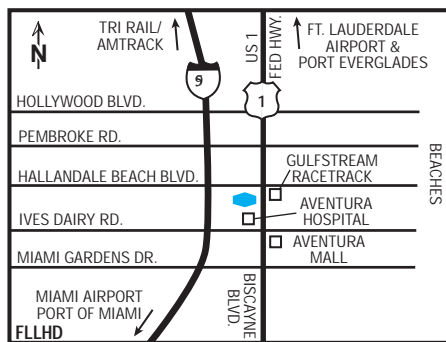 TRI RAIL/
AMTRACK
US 1
FED HWY.
FT. LAUDERDALE
AIRPORT &
PORT EVERGLADES
N
1
HOLLYWOOD BLVD.
PEMBROKE RD.
HALLANDALE BEACH BLVD.
GULFSTREAM
RACETRACK
BEACHES
IVES DAIRY RD.
AVENTURA
HOSPITAL
AVENTURA
MALL
MIAMI GARDENS DR.
BISCAYNE
BLVD.
MIAMI AIRPORT
PORT OF MIAMI
FLLHD